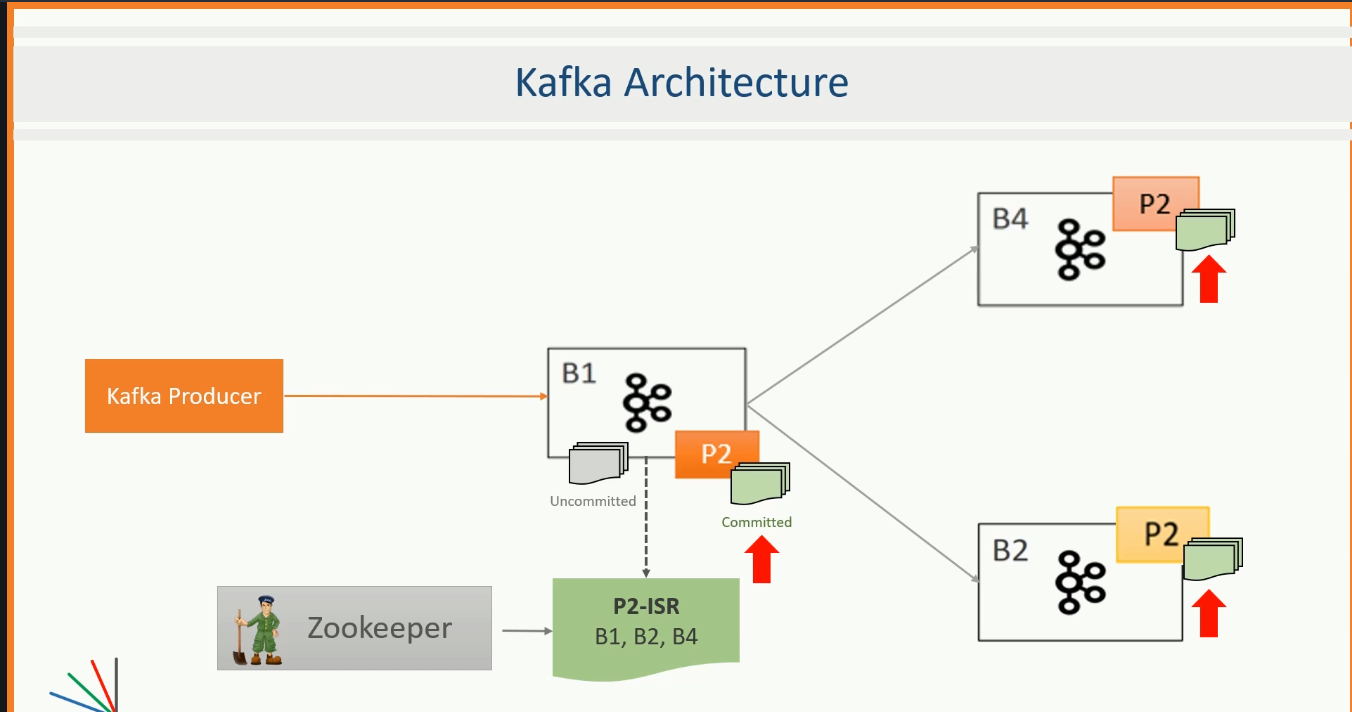 Kafka Architecture
B4
P2
Kafka Producer
B1
P2
Uncommitted
Committed
B2
P2
Zookeeper
P2-ISR
B1, B2, B4